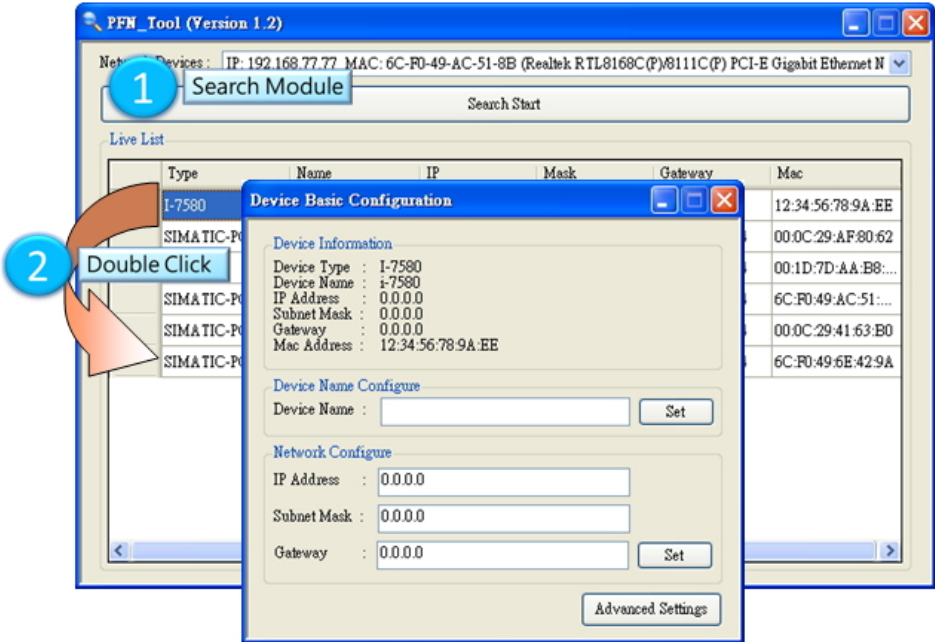 PFN_Tool (Version 1.2)
Devices : IP: 192.168.77.77 MAC: 6C-F0-49-AC-51-8B (Realtek RTL8168C(P)/8111C(P) PCI-E Gigabit Ethernet N
1 Search Module
Search Start
Live List
Type Name IP Mask Gateway Mac
I-7580 12:34:56:78:9A:EE
SIMATIC-PC 00:0C:29:AF:80:62
00:1D:7D:AA:B8:...
SIMATIC-PC 6C:F0:49:AC:51:...
SIMATIC-PC 00:0C:29:41:63:B0
SIMATIC-PC 6C:F0:49:6E:42:9A
2 Double Click
Device Basic Configuration
Device Information
Device Type : I-7580
Device Name : i-7580
IP Address : 0.0.0.0
Subnet Mask : 0.0.0.0
Gateway : 0.0.0.0
Mac Address : 12:34:56:78:9A:EE
Device Name Configure
Device Name : Set
Network Configure
IP Address : 0.0.0.0
Subnet Mask : 0.0.0.0
Gateway : 0.0.0.0 Set
Advanced Settings